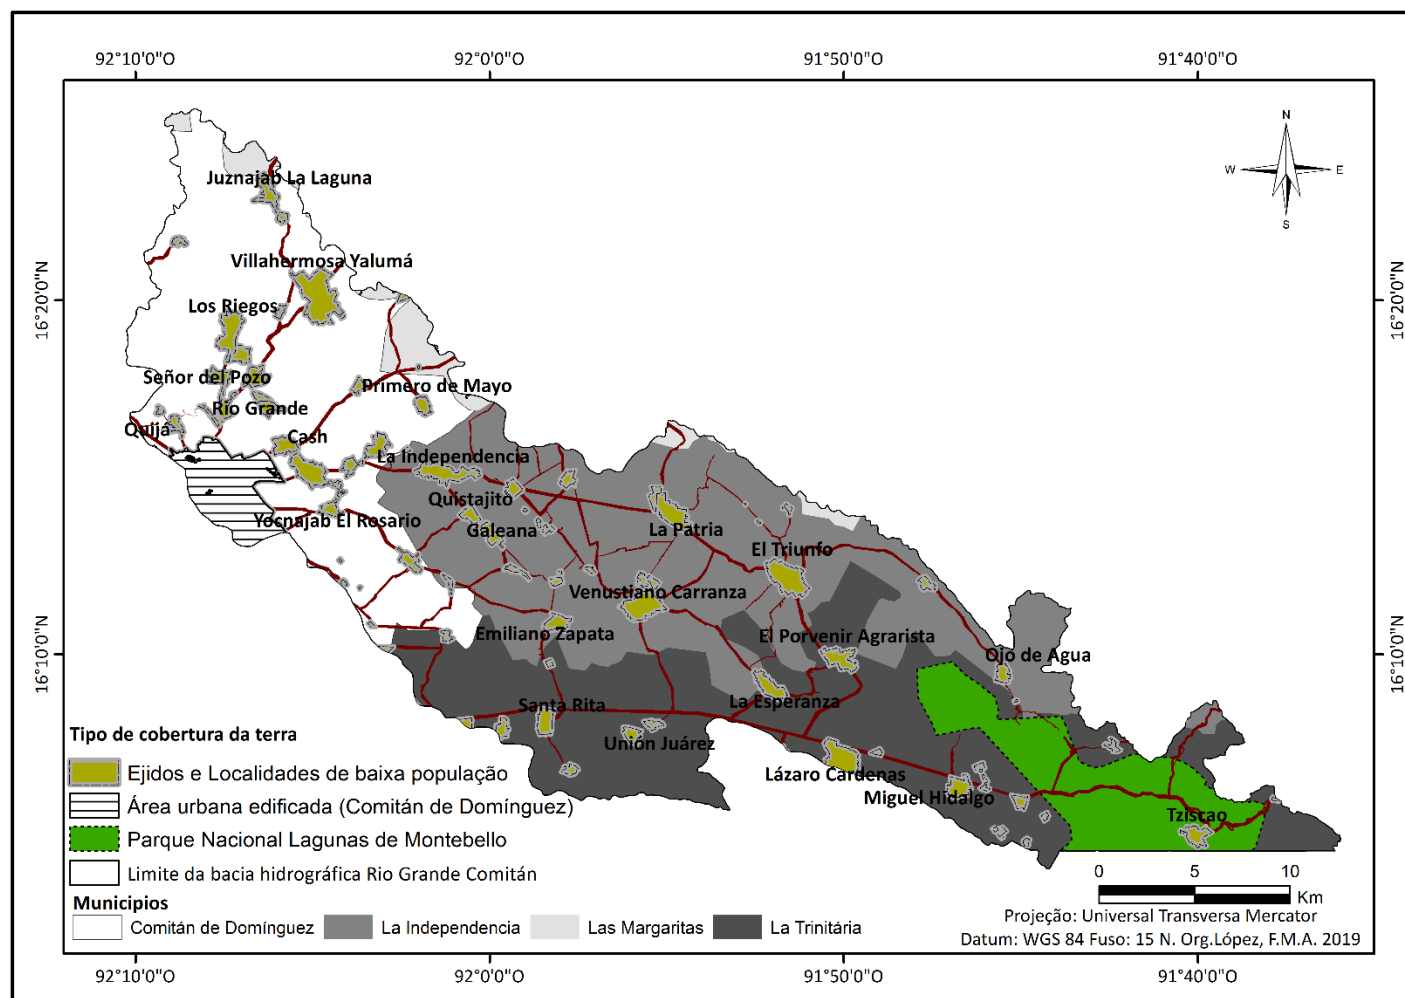 92°10'0"O
92°0'0"O
91°50'0"O
91°40'0"O
N
W
E
S
Juznajab La Laguna
Villahermosa Yalumá
16°20'0"N
16°20'0"N
Los Riegos
Señor del Pozo
Primero de Mayo
Rio Grande
Quijá
Cash
La Independencia
Quistajito
Yocnajab El Rosario
Galeana
La Patria
El Triunfo
Venustiano Carranza
Emiliano Zapata
El Porvenir Agrarista
16°10'0"N
16°10'0"N
Ojo de Agua
La Esperanza
Santa Rita
Unión Juárez
Lázaro Cardenas
Miguel Hidalgo
Tziscao
Tipo de cobertura da terra
Ejidos e Localidades de baixa população
Área urbana edificada (Comitán de Domínguez)
Parque Nacional Lagunas de Montebello
Limite da bacia hidrográfica Rio Grande Comitán
Municipios
Comitán de Domínguez
La Independencia
Las Margaritas
La Trinitária
0 5 10
Km
Projeção: Universal Transversa Mercator
Datum: WGS 84 Fuso: 15 N. Org.López, F.M.A. 2019
92°10'0"O
92°0'0"O
91°50'0"O
91°40'0"O